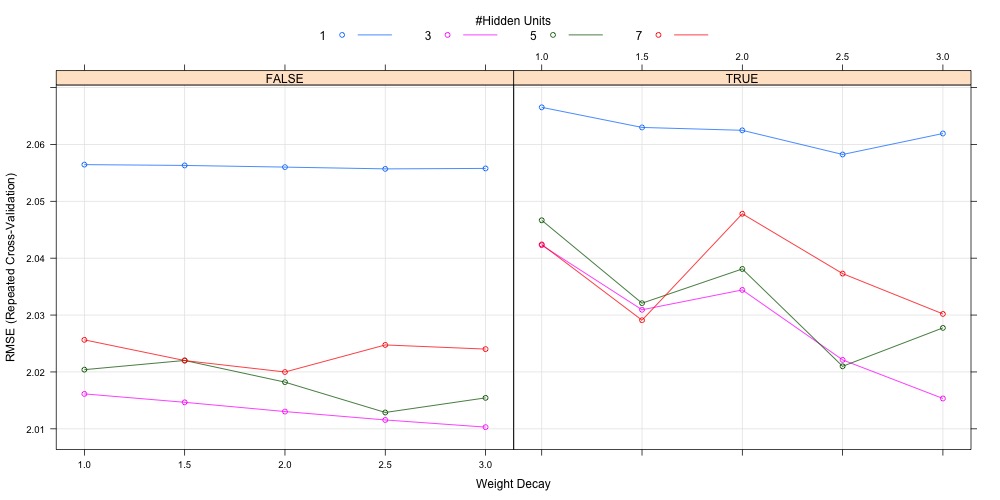 #Hidden Units
1 3 5 7
1.0 1.5 2.0 2.5 3.0
FALSE TRUE
2.06
2.05
2.04
2.03
2.02
2.01
RMSE (Repeated Cross-Validation)
1.0 1.5 2.0 2.5 3.0
Weight Decay